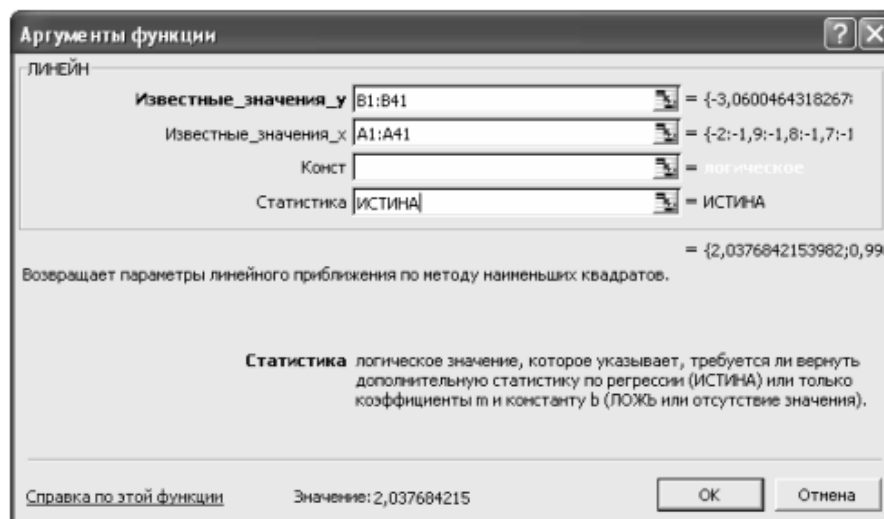 Аргументы функции
ЛИНЕЙН
Известные_значения_y B1:B41 = {-3,0600464318267:
Известные_значения_x A1:A41 = {-2:-1,9:-1,8:-1,7:-1
Конст = логическое
Статистика ИСТИНА = ИСТИНА
= {2,0376842153982;0,99
Возвращает параметры линейного приближения по методу наименьших квадратов.
Статистика логическое значение, которое указывает, требуется ли вернуть
дополнительную статистику по регрессии (ИСТИНА) или только
коэффициенты m и константу b (ЛОЖЬ или отсутствие значения).
Справка по этой функции Значение:2,037684215 ОК Отмена